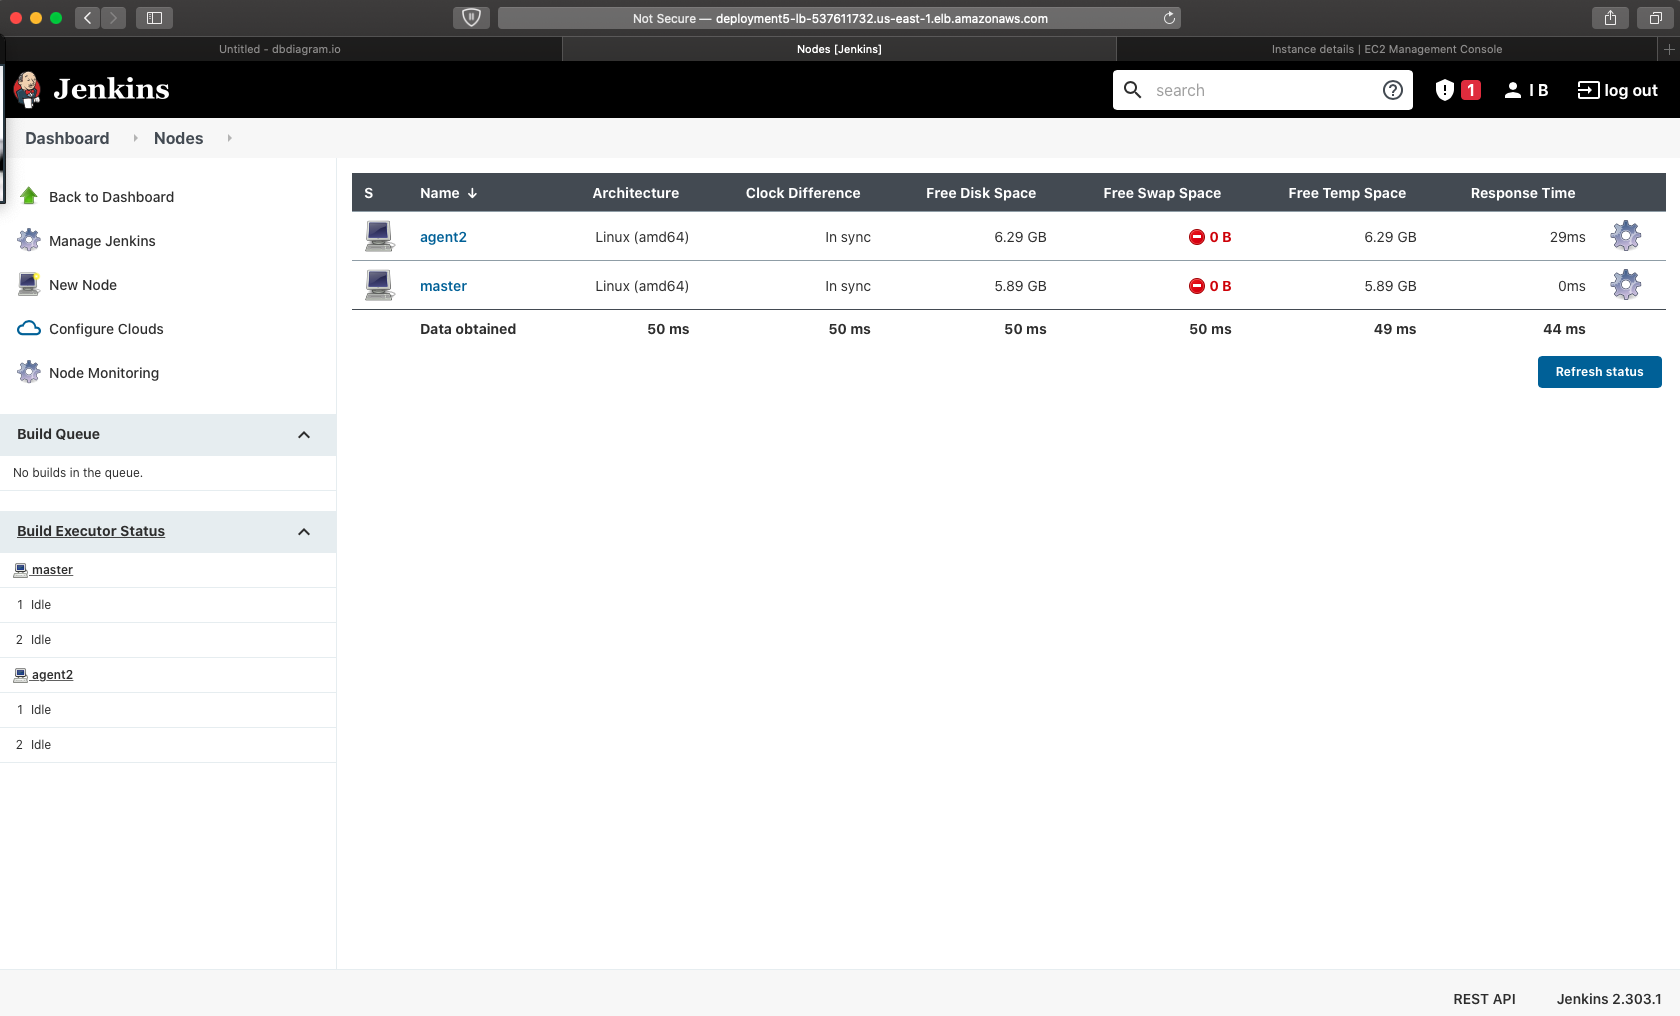 Not Secure — deployment5-lb-537611732.us-east-1.elb.amazonaws.com
Untitled - dbdiagram.io
Nodes [Jenkins]
Instance details | EC2 Management Console
Jenkins
search
1
I B
log out
Dashboard
Nodes
Back to Dashboard
Manage Jenkins
New Node
Configure Clouds
Node Monitoring
Build Queue
No builds in the queue.
Build Executor Status
master
1 Idle
2 Idle
agent2
1 Idle
2 Idle
S Name ↓ Architecture Clock Difference Free Disk Space Free Swap Space Free Temp Space Response Time
agent2 Linux (amd64) In sync 6.29 GB 0 B 6.29 GB 29ms
master Linux (amd64) In sync 5.89 GB 0 B 5.89 GB 0ms
Data obtained 50 ms 50 ms 50 ms 50 ms 49 ms 44 ms
Refresh status
REST API
Jenkins 2.303.1